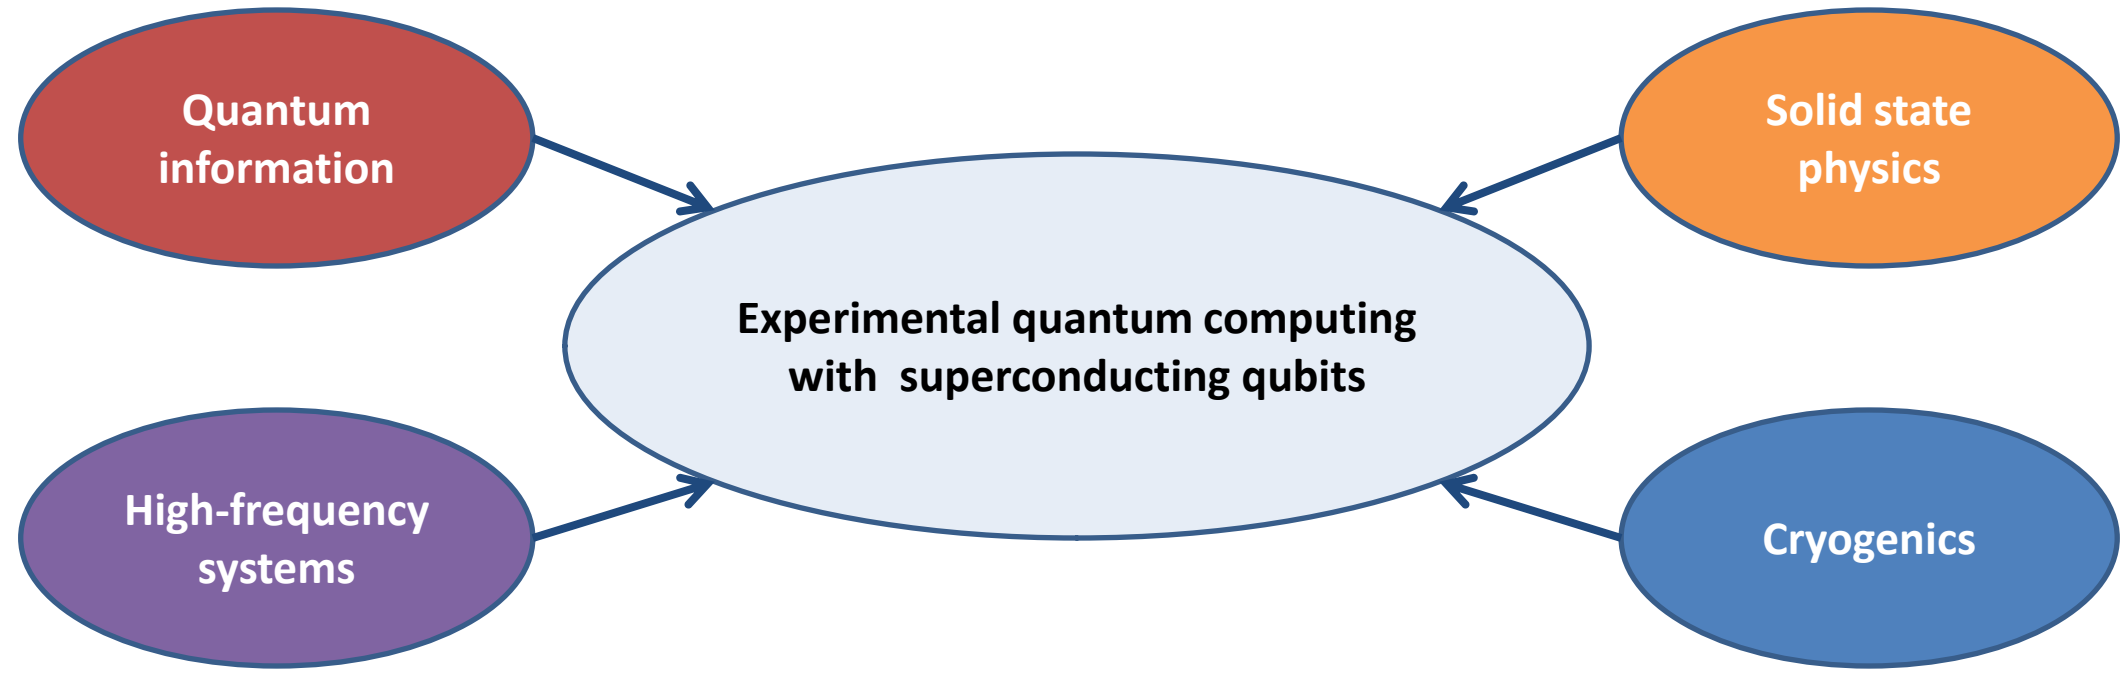 Quantum
information
Solid state
physics
Experimental quantum computing
with  superconducting qubits
High-frequency
systems
Cryogenics